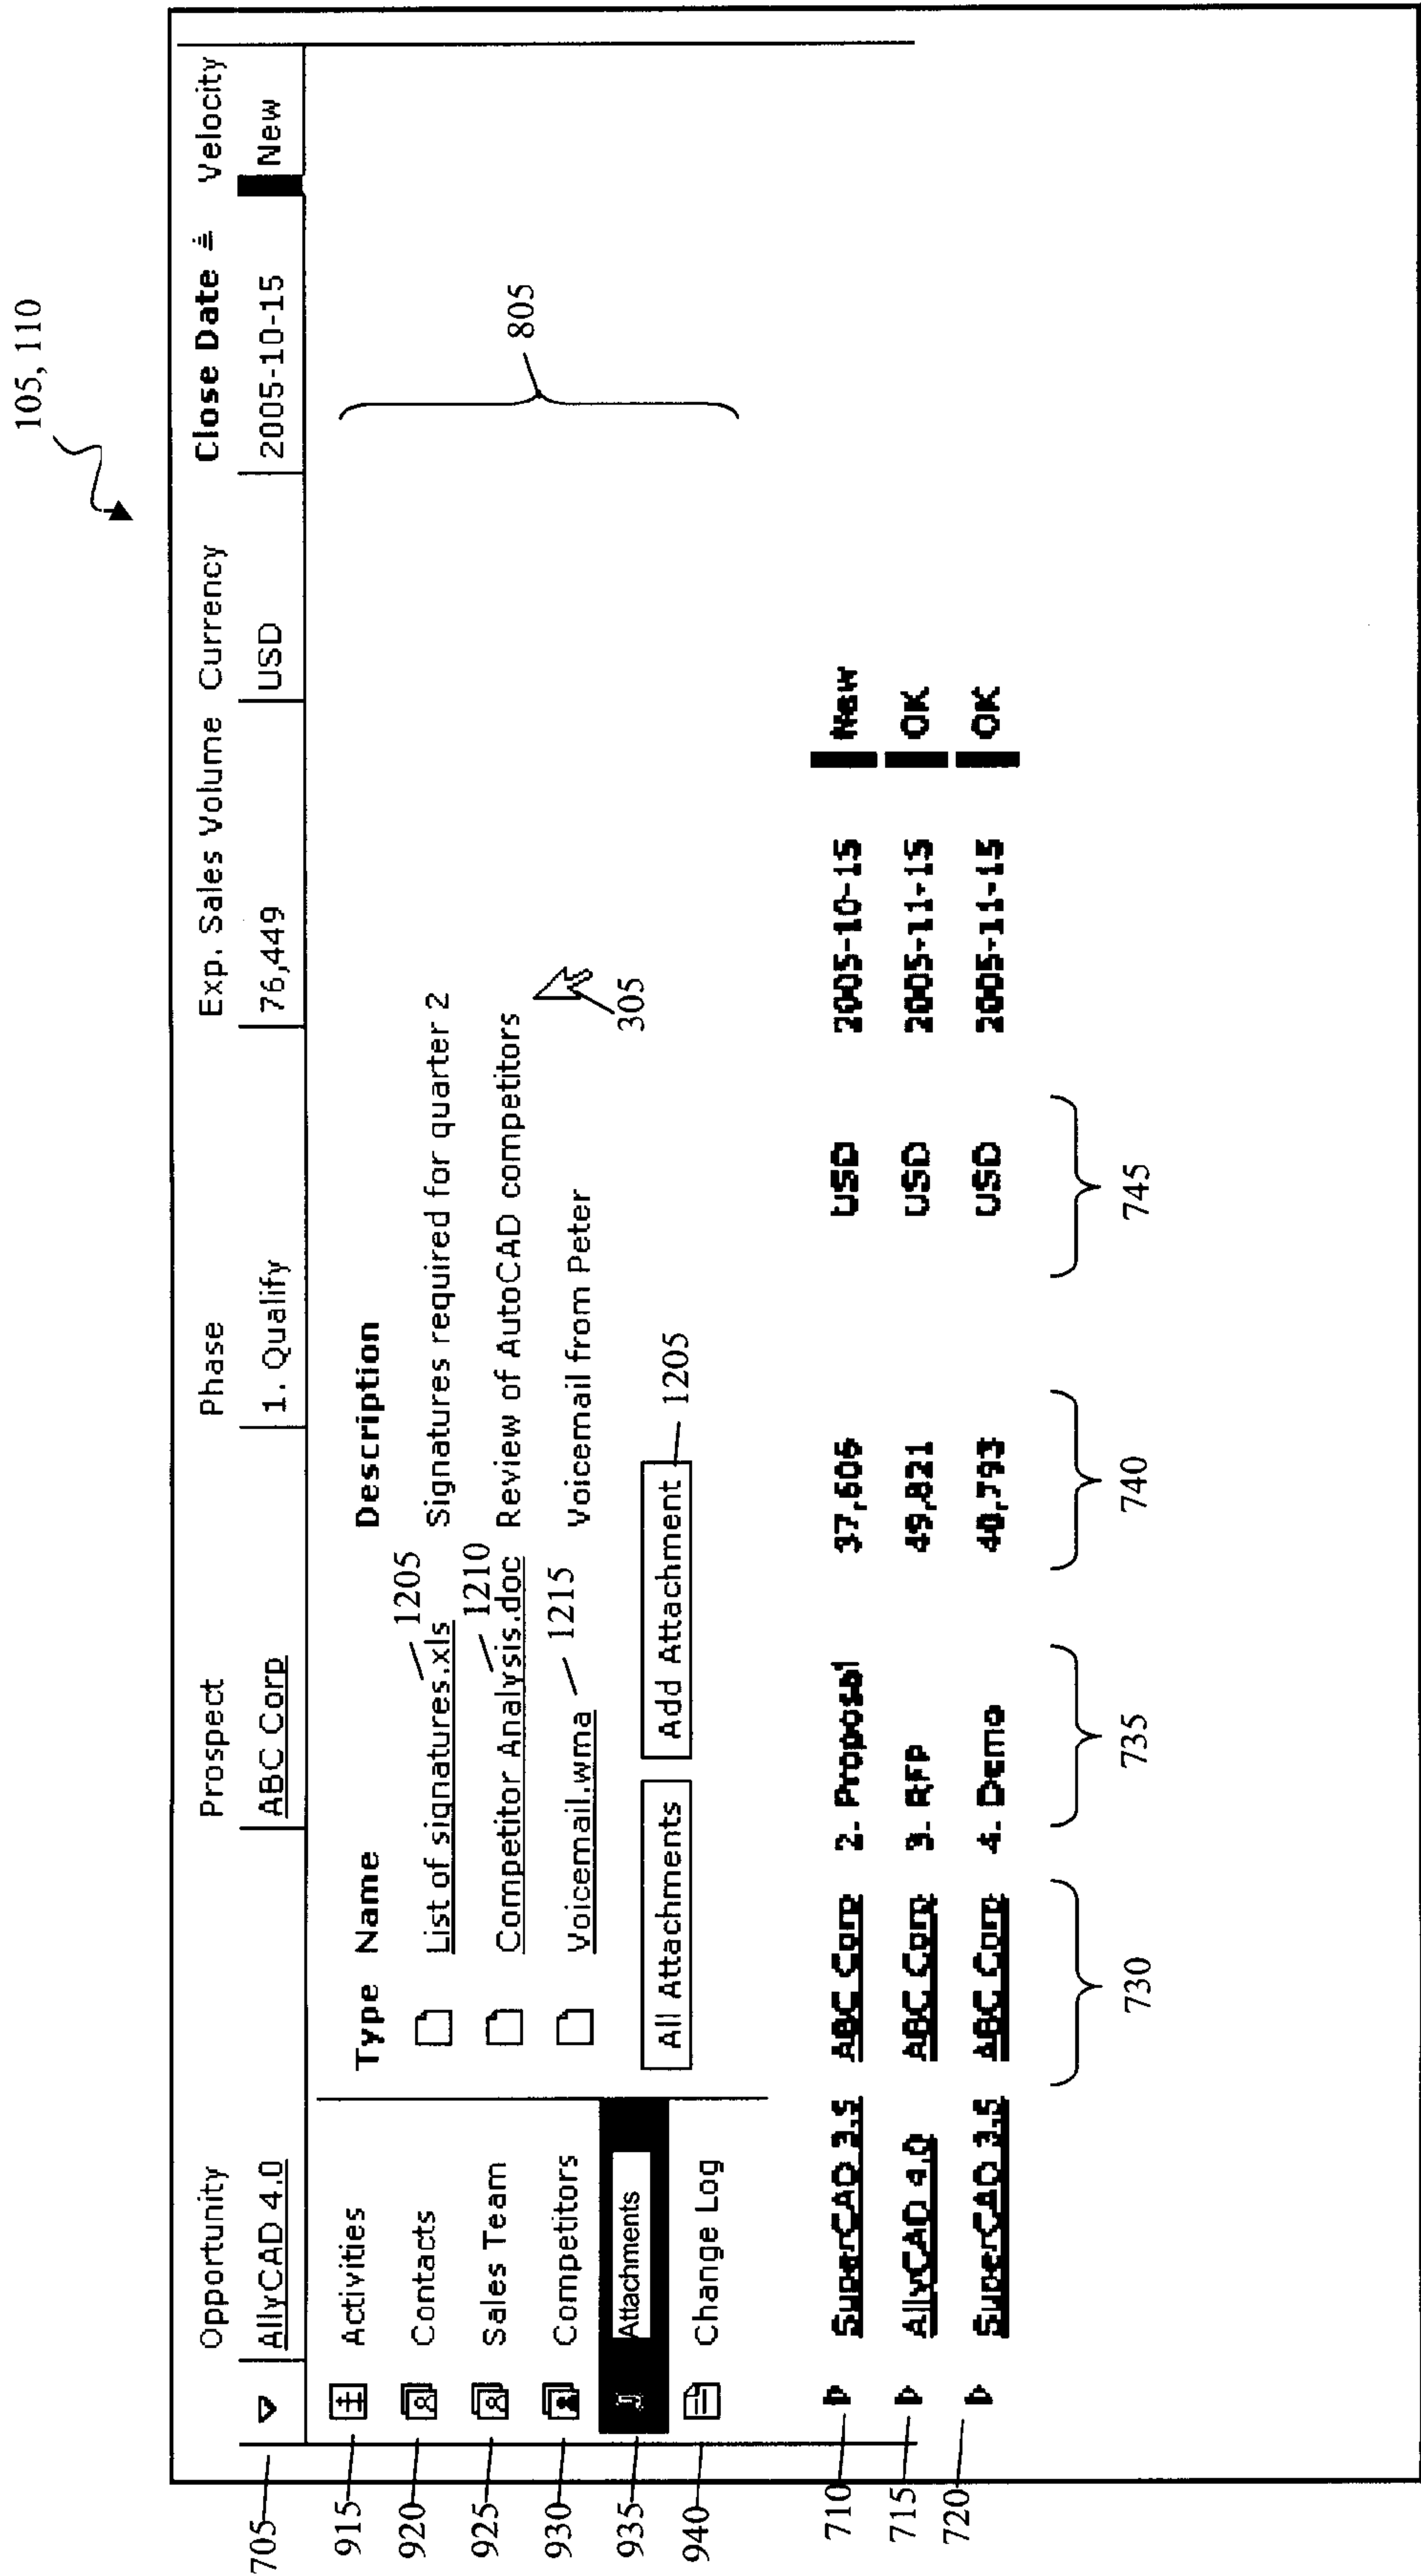 105, 110
Opportunity Prospect Phase Exp. Sales Volume Currency Close Date Velocity
705 AllyCAD 4.0 ABC Corp 1. Qualify 76,449 USD 2005-10-15 New
915 Activities Type Name Description
920 Contacts List of signatures.xls 1205 Signatures required for quarter 2
925 Sales Team Competitor Analysis.doc 1210 Review of AutoCAD competitors
930 Competitors Voicemail.wma 1215 Voicemail from Peter
305
805
935 Attachments All Attachments Add Attachment 1205
940 Change Log
710 SuperCAD 3.5 ABC Corp 2. Proposal 37,606 USD 2005-10-15 New
715 AllyCAD 4.0 ABC Corp 3. RFP 49,821 USD 2005-11-15 OK
720 SuperCAD 3.5 ABC Corp 4. Demo 40,793 USD 2005-11-15 OK
730 735 740 745